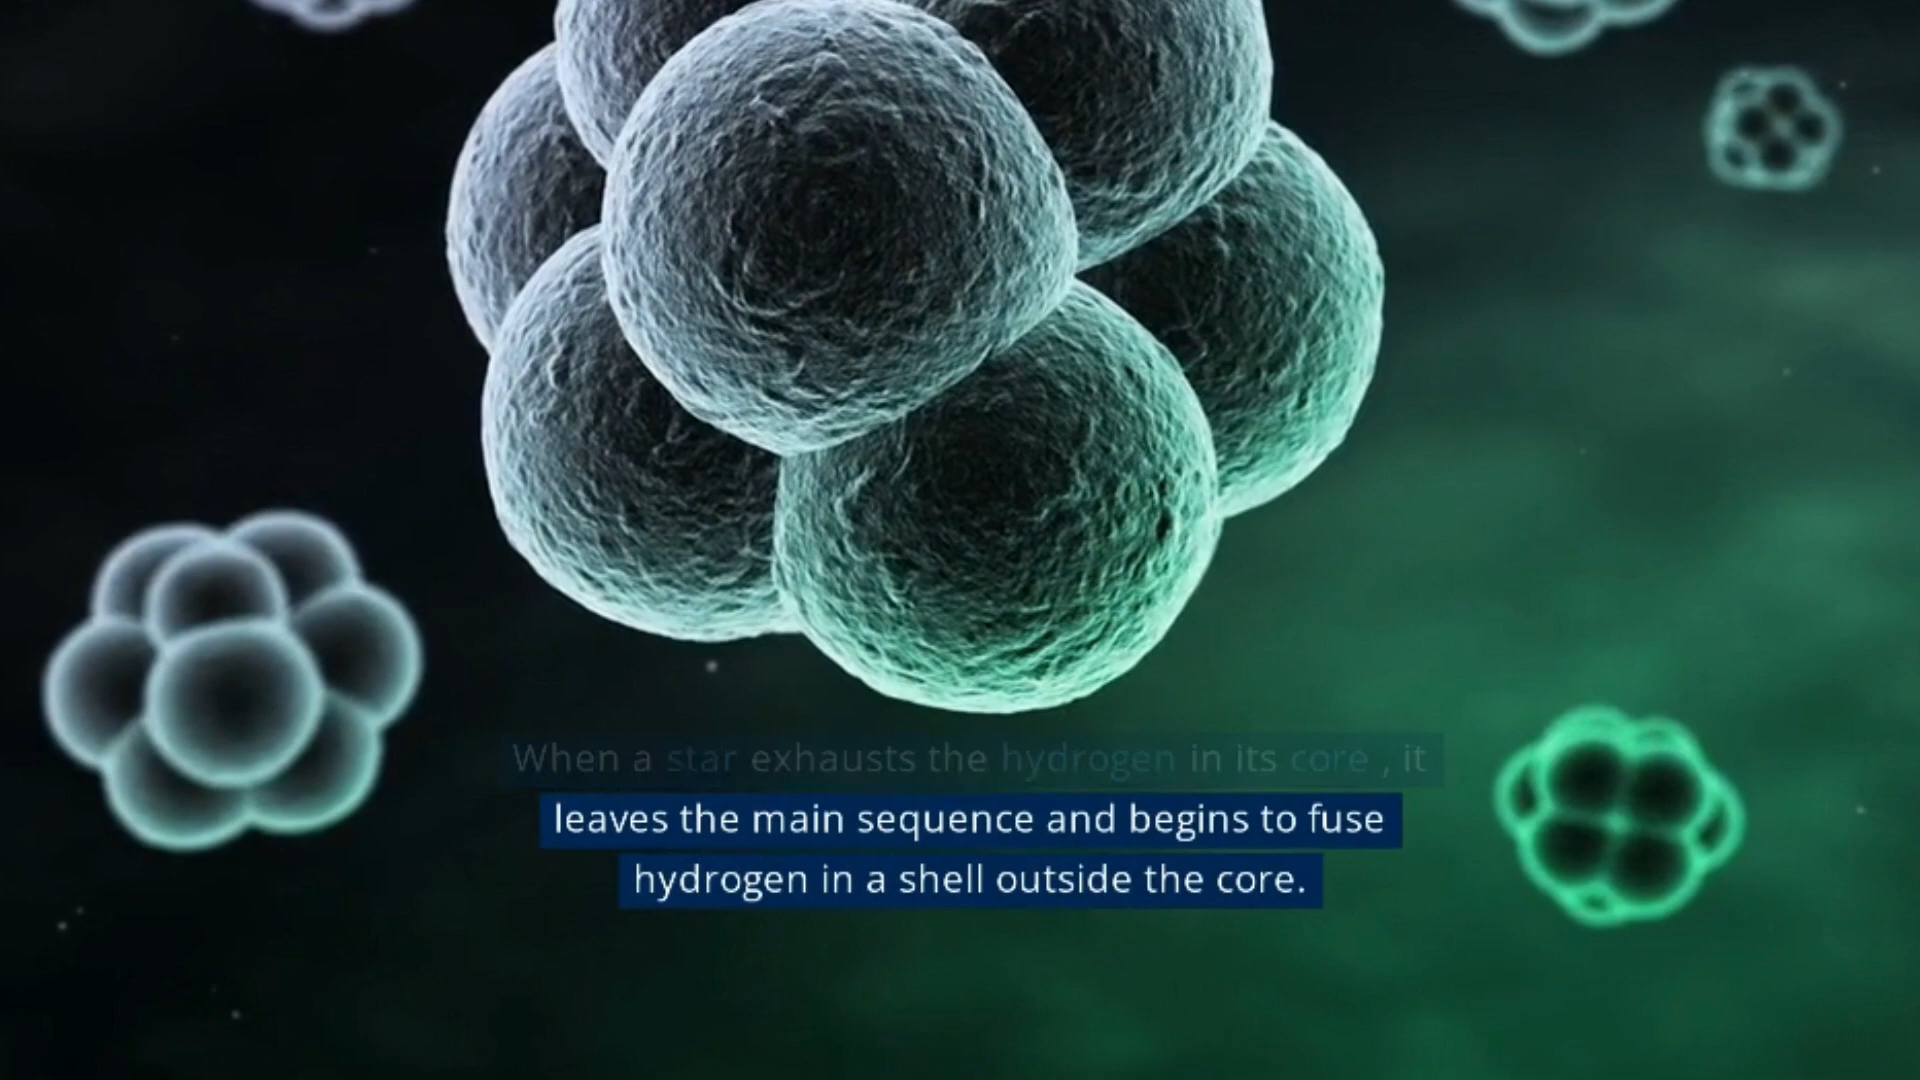 When a star exhausts the hydrogen in its core , it
leaves the main sequence and begins to fuse
hydrogen in a shell outside the core.